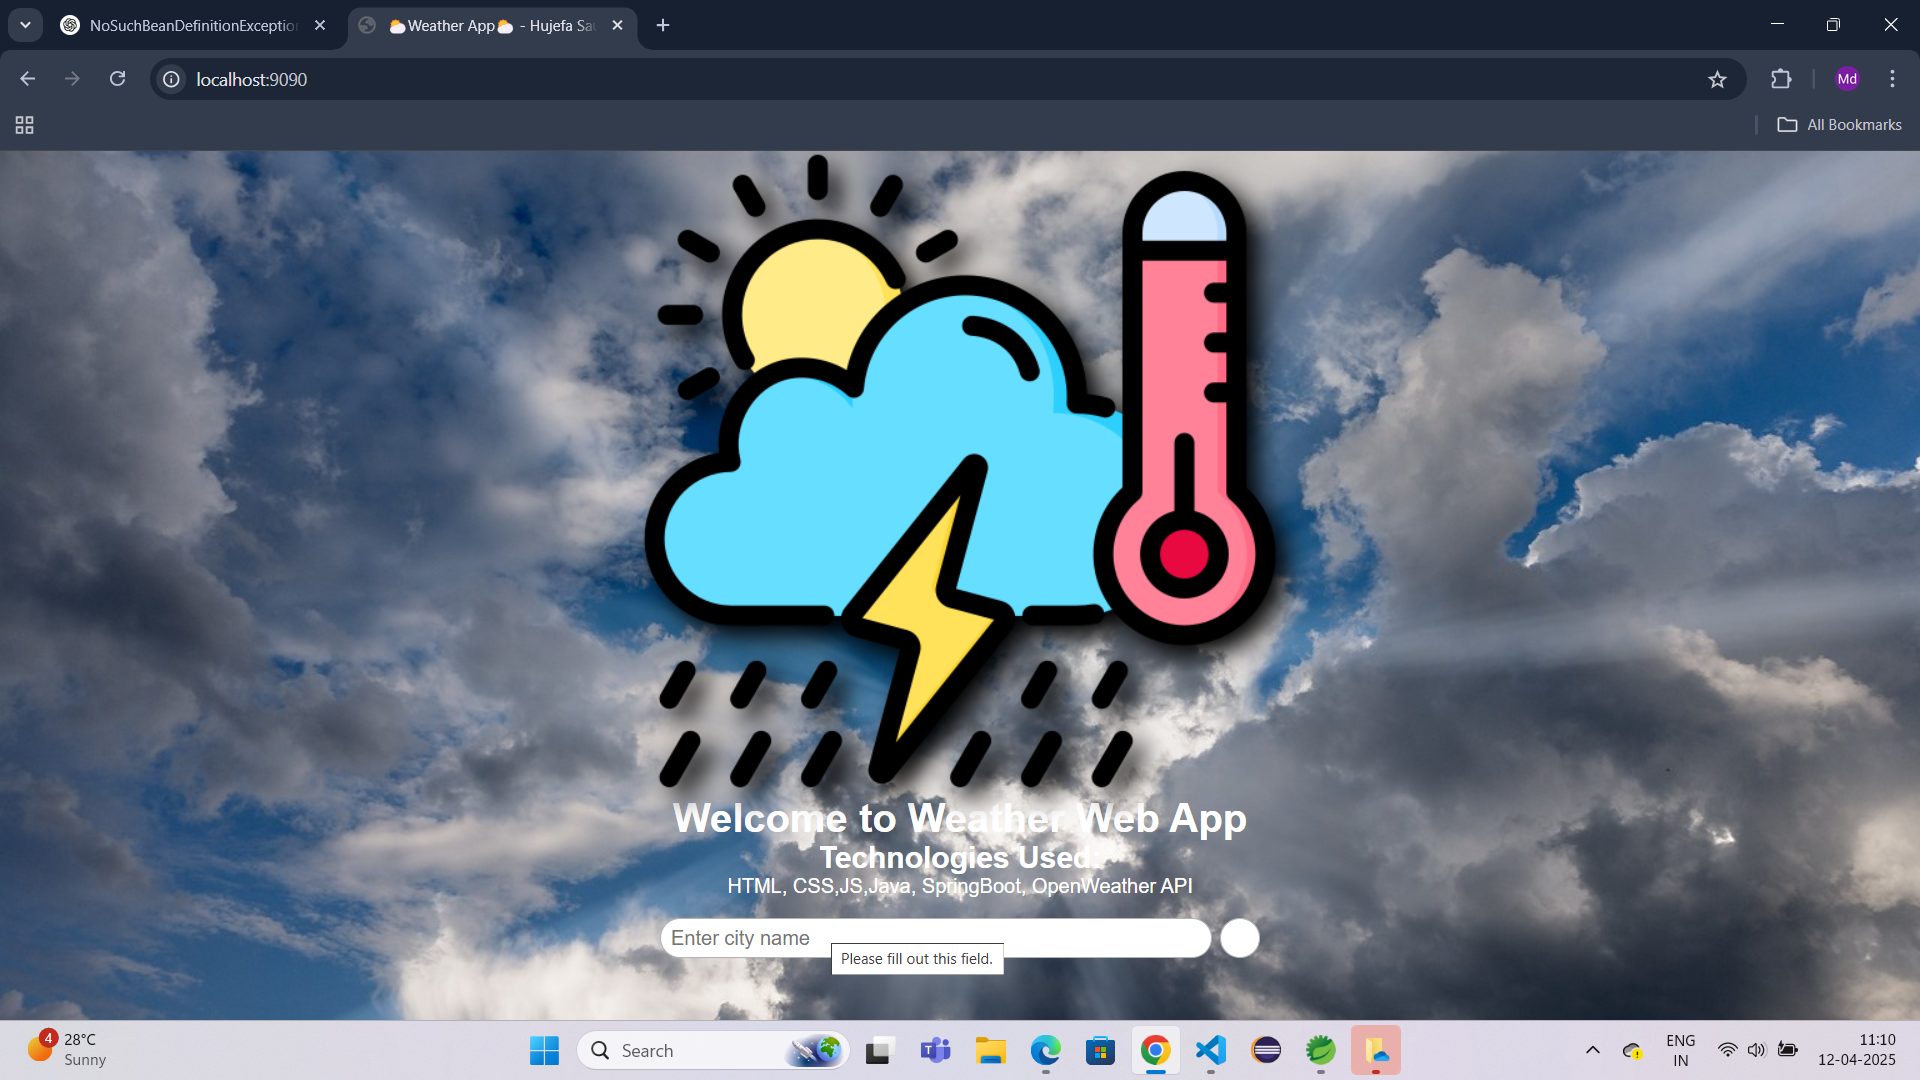 NoSuchBeanDefinitionException
Weather App - Hujefa Sa
localhost:9090
Md
All Bookmarks
Welcome to Weather Web App
Technologies Used:
HTML, CSS,JS,Java, SpringBoot, OpenWeather API
Enter city name
Please fill out this field.
4
28°C
Sunny
Search
T
ENG
IN
11:10
12-04-2025